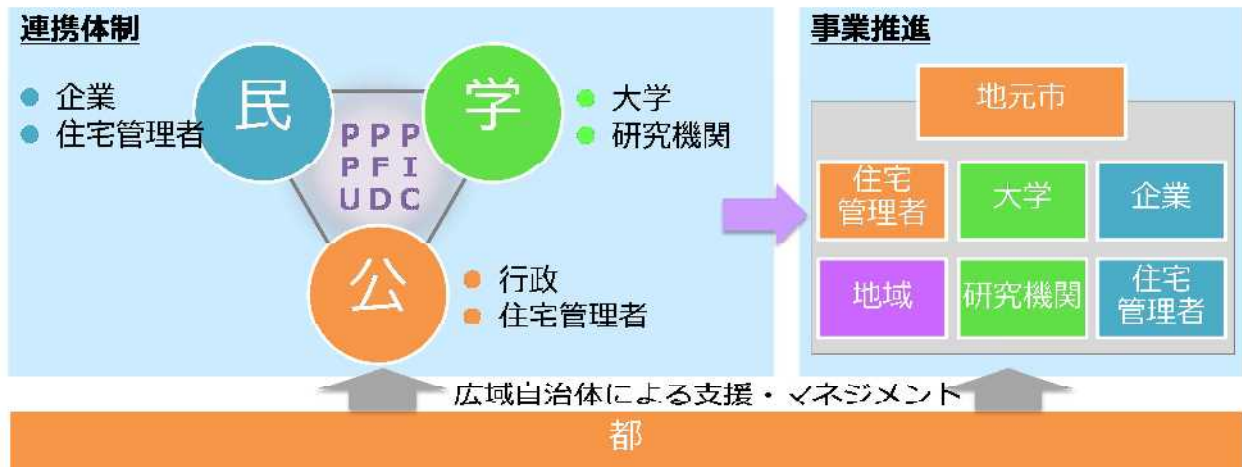 連携体制
民
● 企業
● 住宅管理者
学
● 大学
● 研究機関
PPP
PFI
UDC
公
● 行政
● 住宅管理者
事業推進
地元市
住宅
管理者
大学
企業
地域
研究機関
住宅
管理者
広域自治体による支援・マネジメント
都